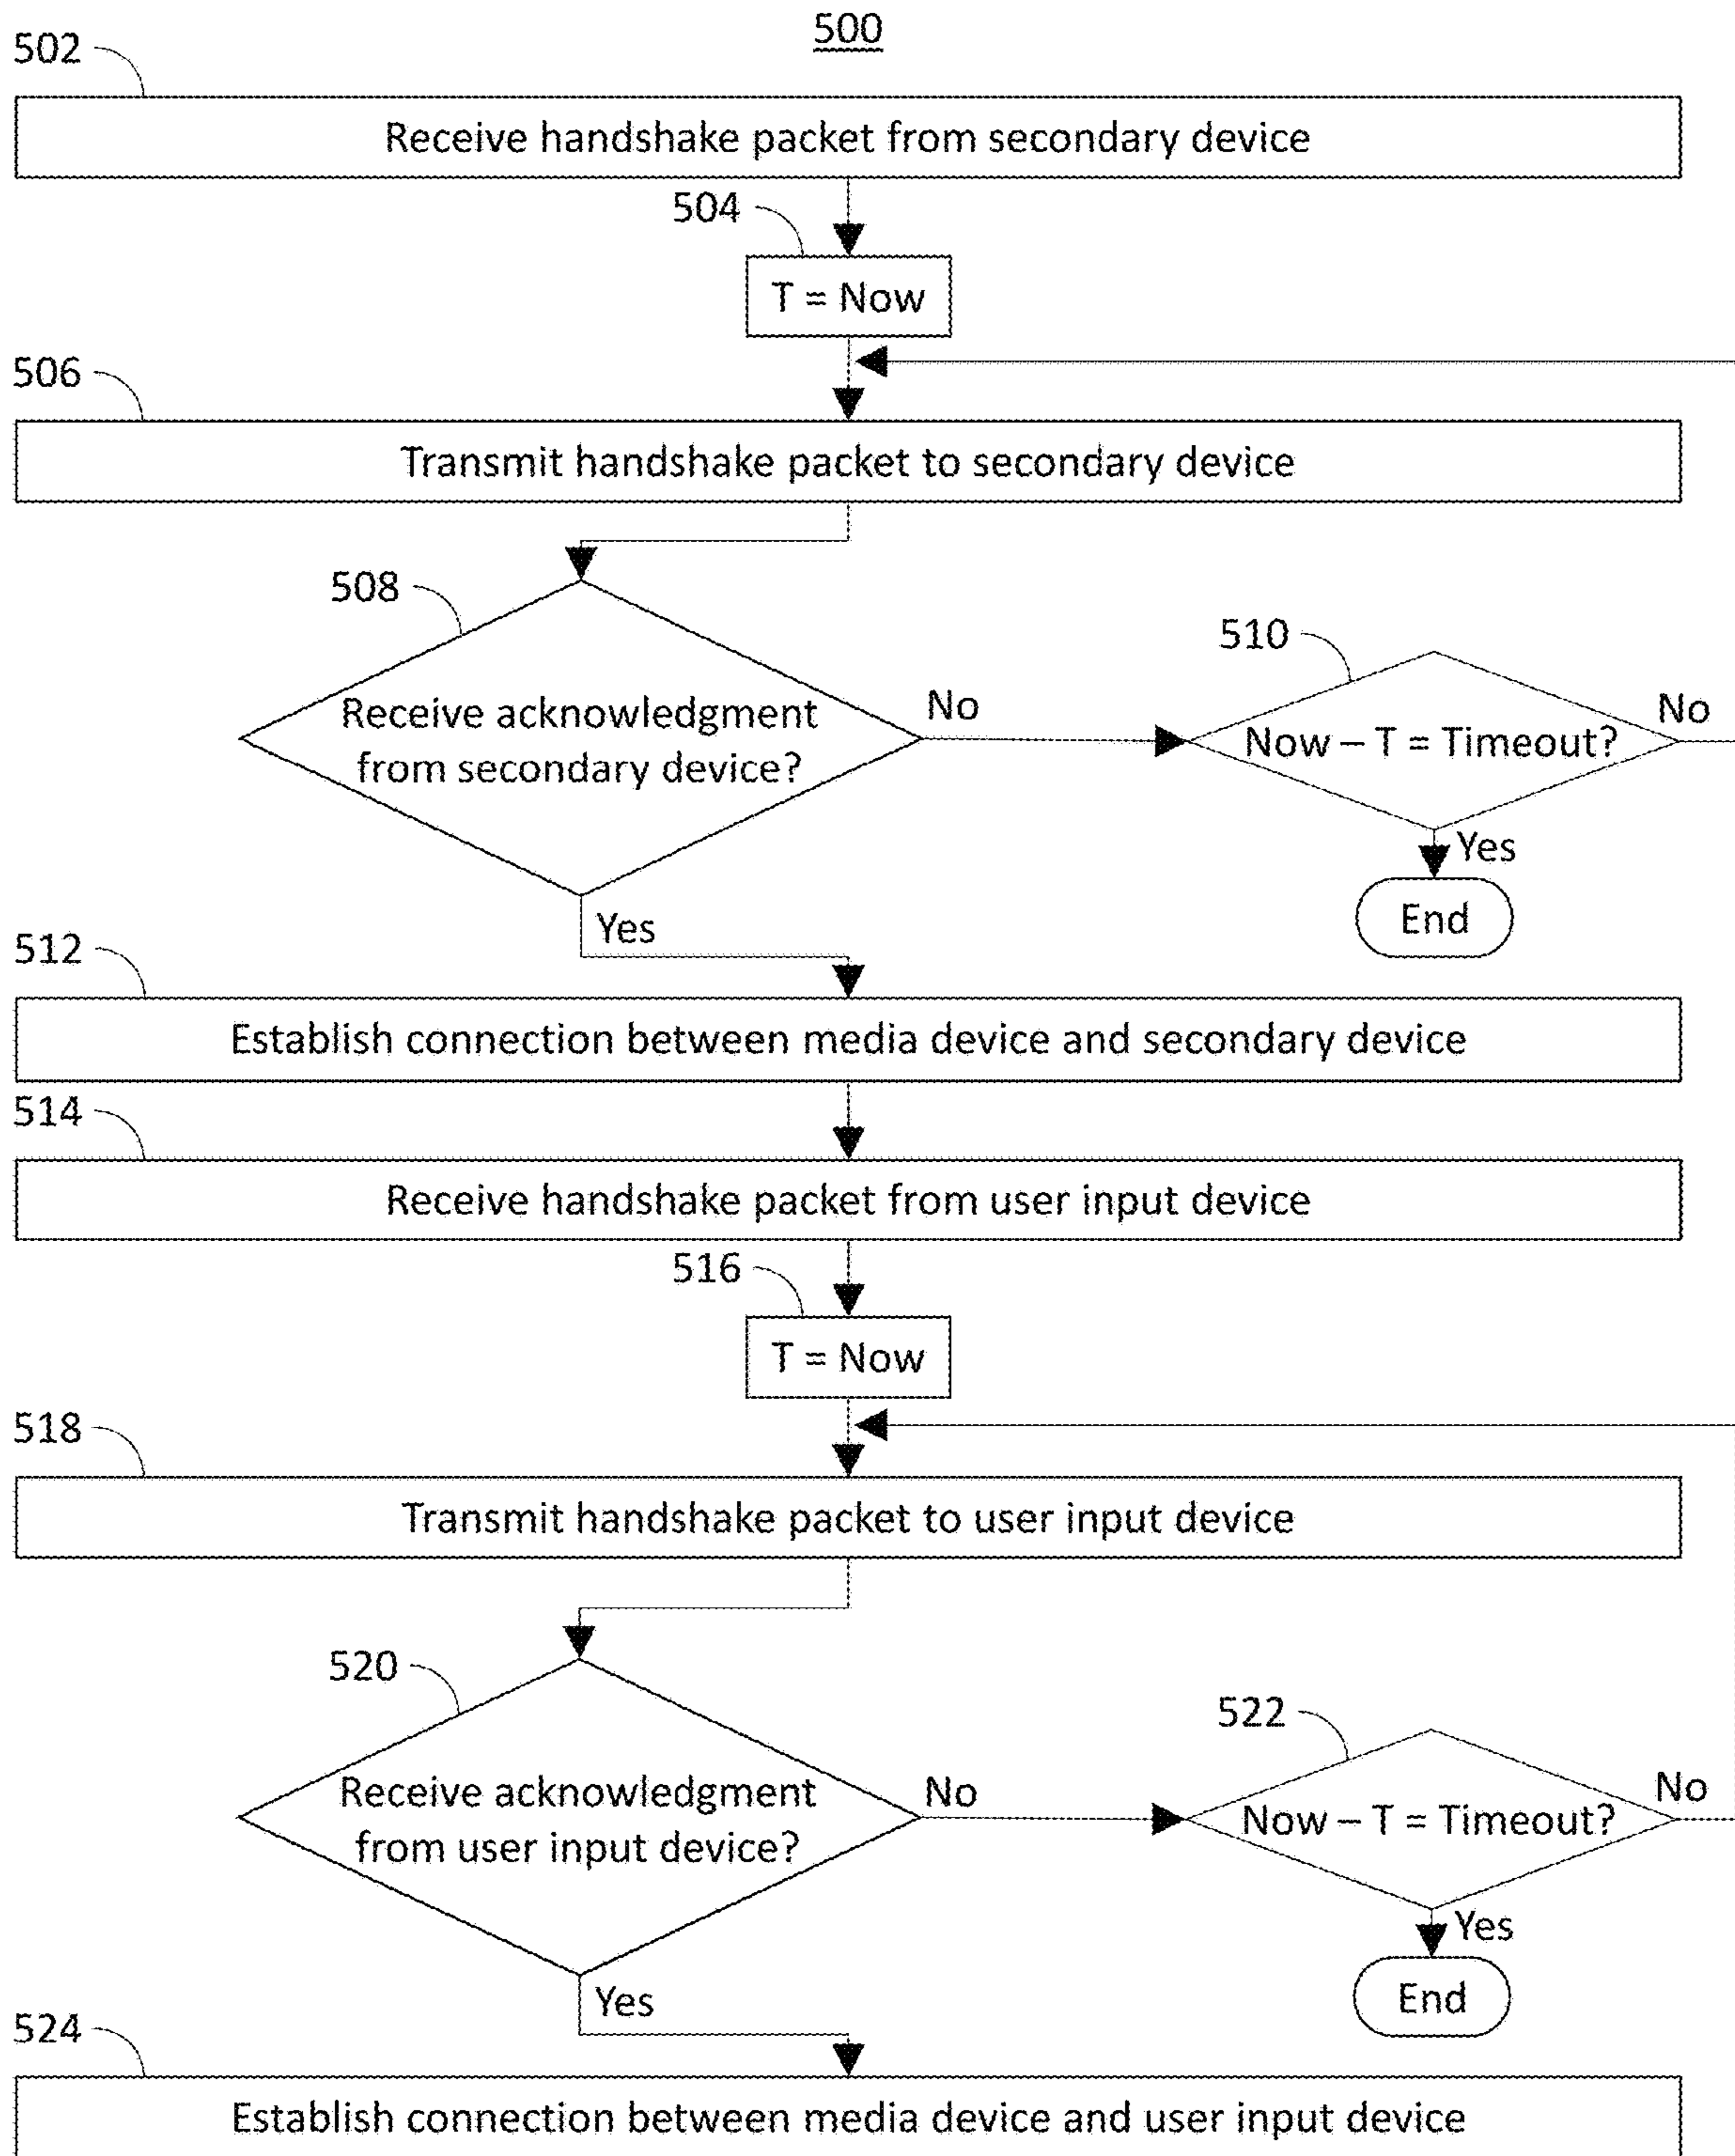 500
502
Receive handshake packet from secondary device
504
T = Now
506
Transmit handshake packet to secondary device
508
Receive acknowledgment
from secondary device?
No
510
Now – T = Timeout?
No
Yes
End
Yes
512
Establish connection between media device and secondary device
514
Receive handshake packet from user input device
516
T = Now
518
Transmit handshake packet to user input device
520
Receive acknowledgment
from user input device?
No
522
Now – T = Timeout?
No
Yes
End
Yes
524
Establish connection between media device and user input device